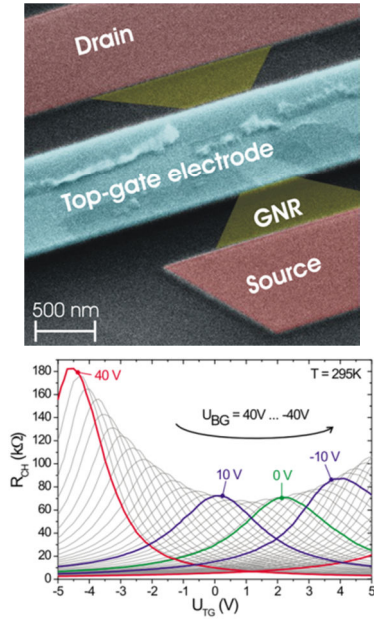 Drain
Top-gate electrode
GNR
Source
500 nm
180
160
140
120
100
80
60
40
20
0
R_CH (kΩ)
40 V
T = 295K
U_BG = 40V ... -40V
10 V
0 V
-10 V
-5 -4 -3 -2 -1 0 1 2 3 4 5
U_TG (V)